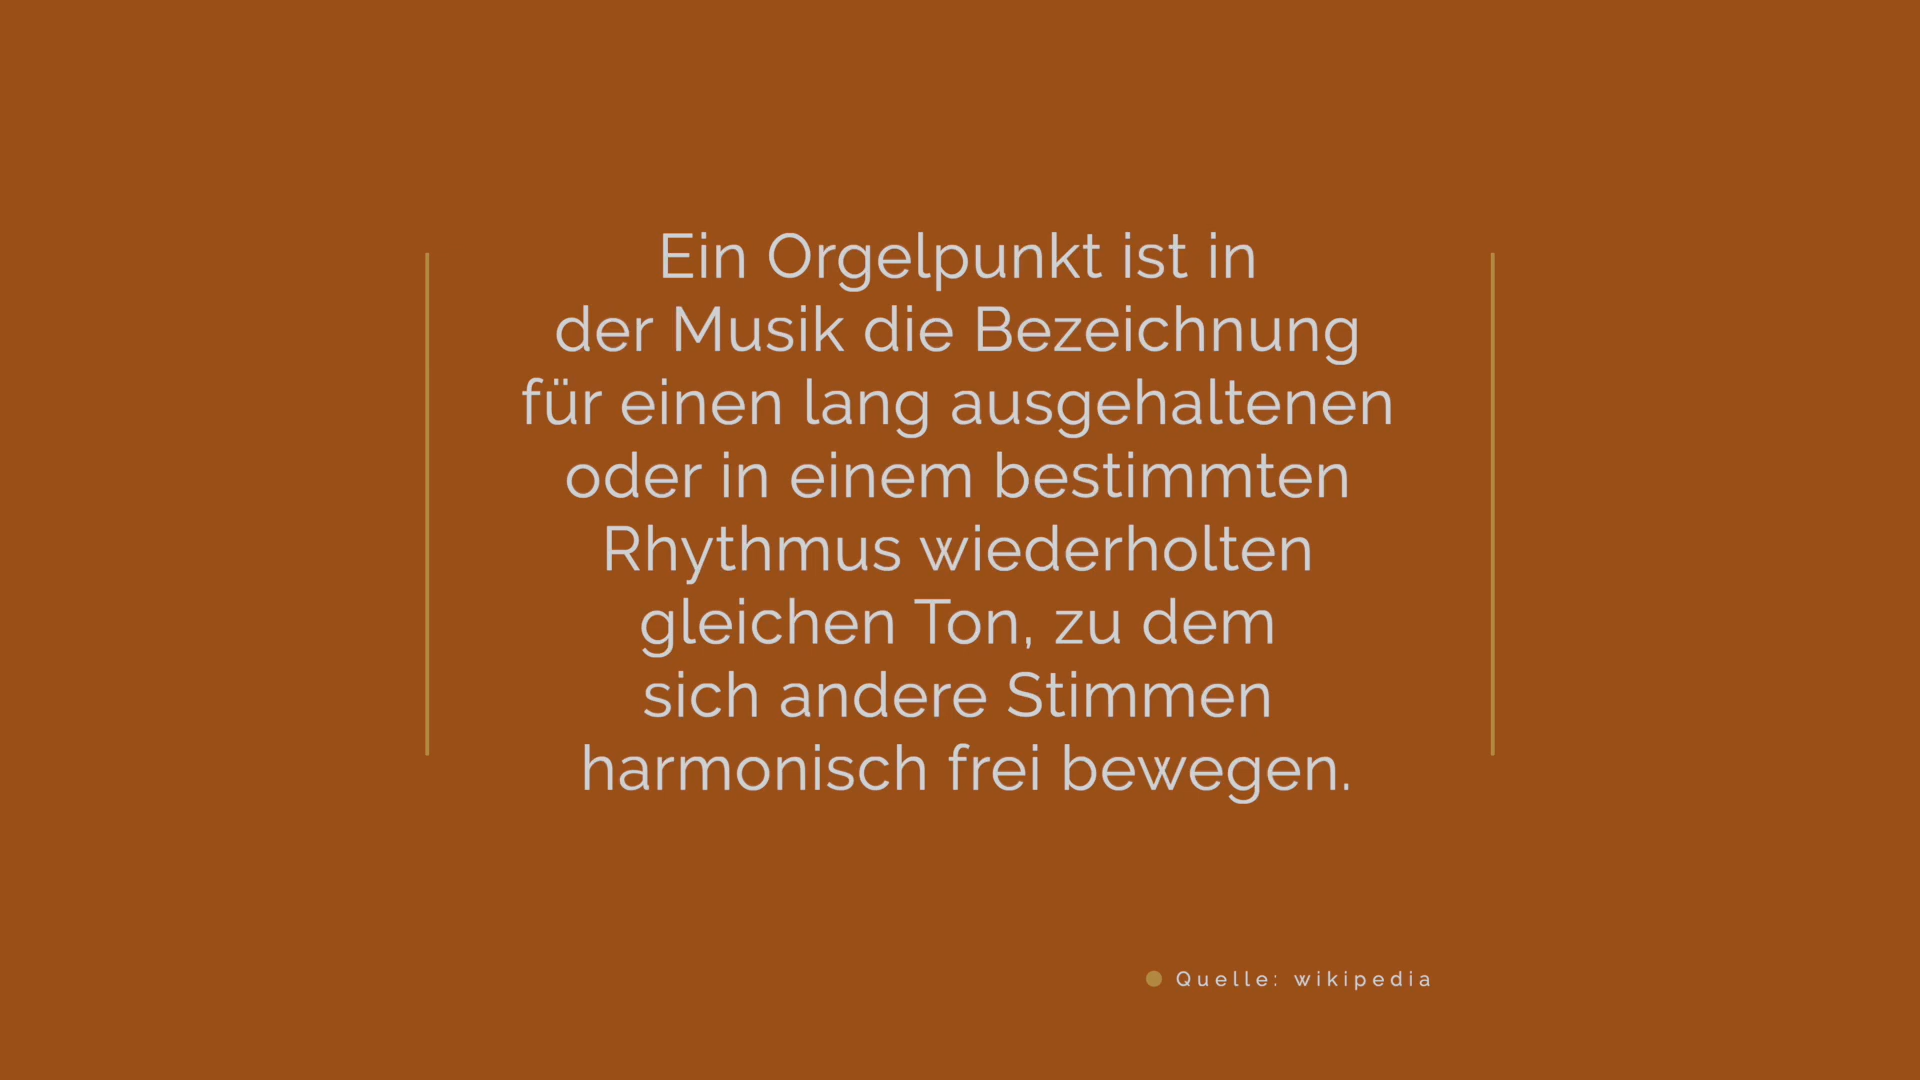 Ein Orgelpunkt ist in
der Musik die Bezeichnung
für einen lang ausgehaltenen
oder in einem bestimmten
Rhythmus wiederholten
gleichen Ton, zu dem
sich andere Stimmen
harmonisch frei bewegen.
Quelle: wikipedia